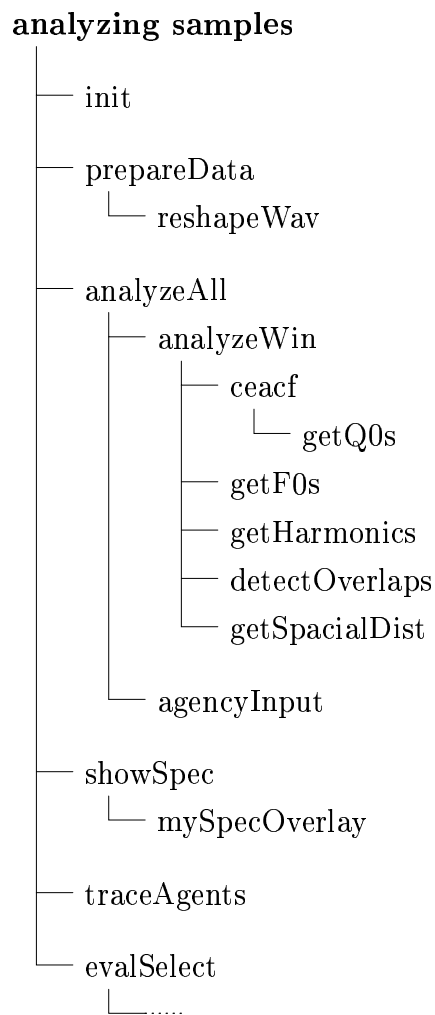 analyzing samples
init
prepareData
reshapeWav
analyzeAll
analyzeWin
ceacf
getQ0s
getF0s
getHarmonics
detectOverlaps
getSpacialDist
agencyInput
showSpec
mySpecOverlay
traceAgents
evalSelect
.....